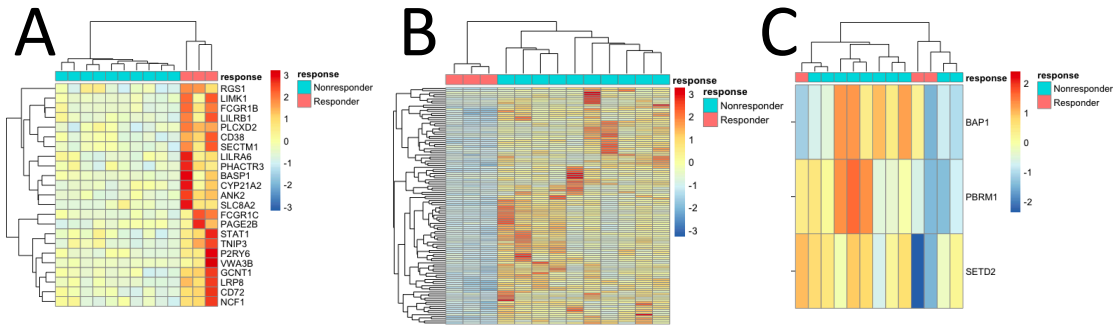 A
response
RGS1
LIMK1
FCGR1B
LILRB1
PLCXD2
CD38
SECTM1
LILRA6
PHACTR3
BASP1
CYP21A2
ANK2
SLC8A2
FCGR1C
PAGE2B
STAT1
TNIP3
P2RY6
VWA3B
GCNT1
LRP8
CD72
NCF1
3
2
1
0
-1
-2
-3
response
Nonresponder
Responder
B
response
3
2
1
0
-1
-2
-3
response
Nonresponder
Responder
C
response
BAP1
PBRM1
SETD2
2
1
0
-1
-2
response
Nonresponder
Responder